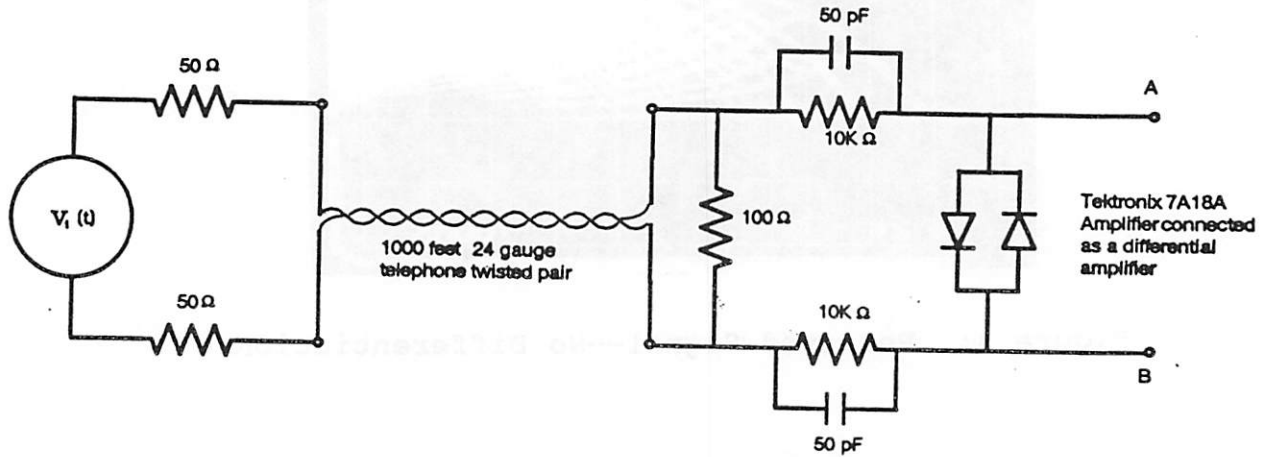 50 pF
50 Ω
A
10K Ω
V₁ (t)
100 Ω
Tektronix 7A18A
Amplifier connected
as a differential
amplifier
1000 feet 24 gauge
telephone twisted pair
50 Ω
10K Ω
B
50 pF